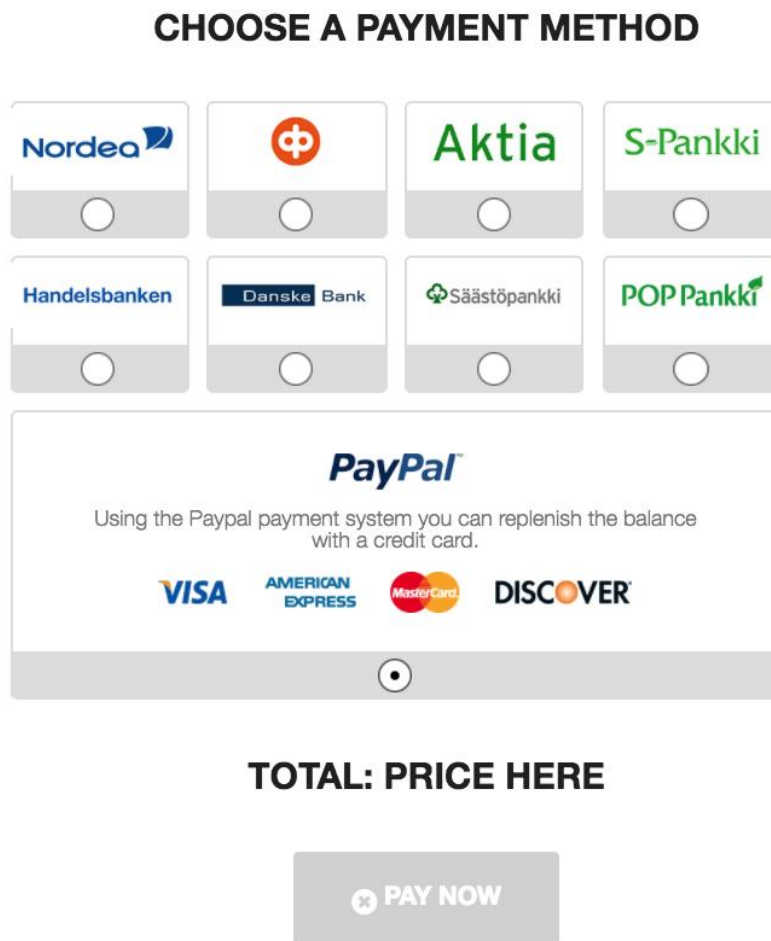 CHOOSE A PAYMENT METHOD
Nordea
Aktia
S-Pankki
Handelsbanken
Danske Bank
Säästöpankki
POP Pankki
PayPal™
Using the Paypal payment system you can replenish the balance
with a credit card.
VISA
AMERICAN
EXPRESS
MasterCard
DISCOVER
TOTAL: PRICE HERE
PAY NOW